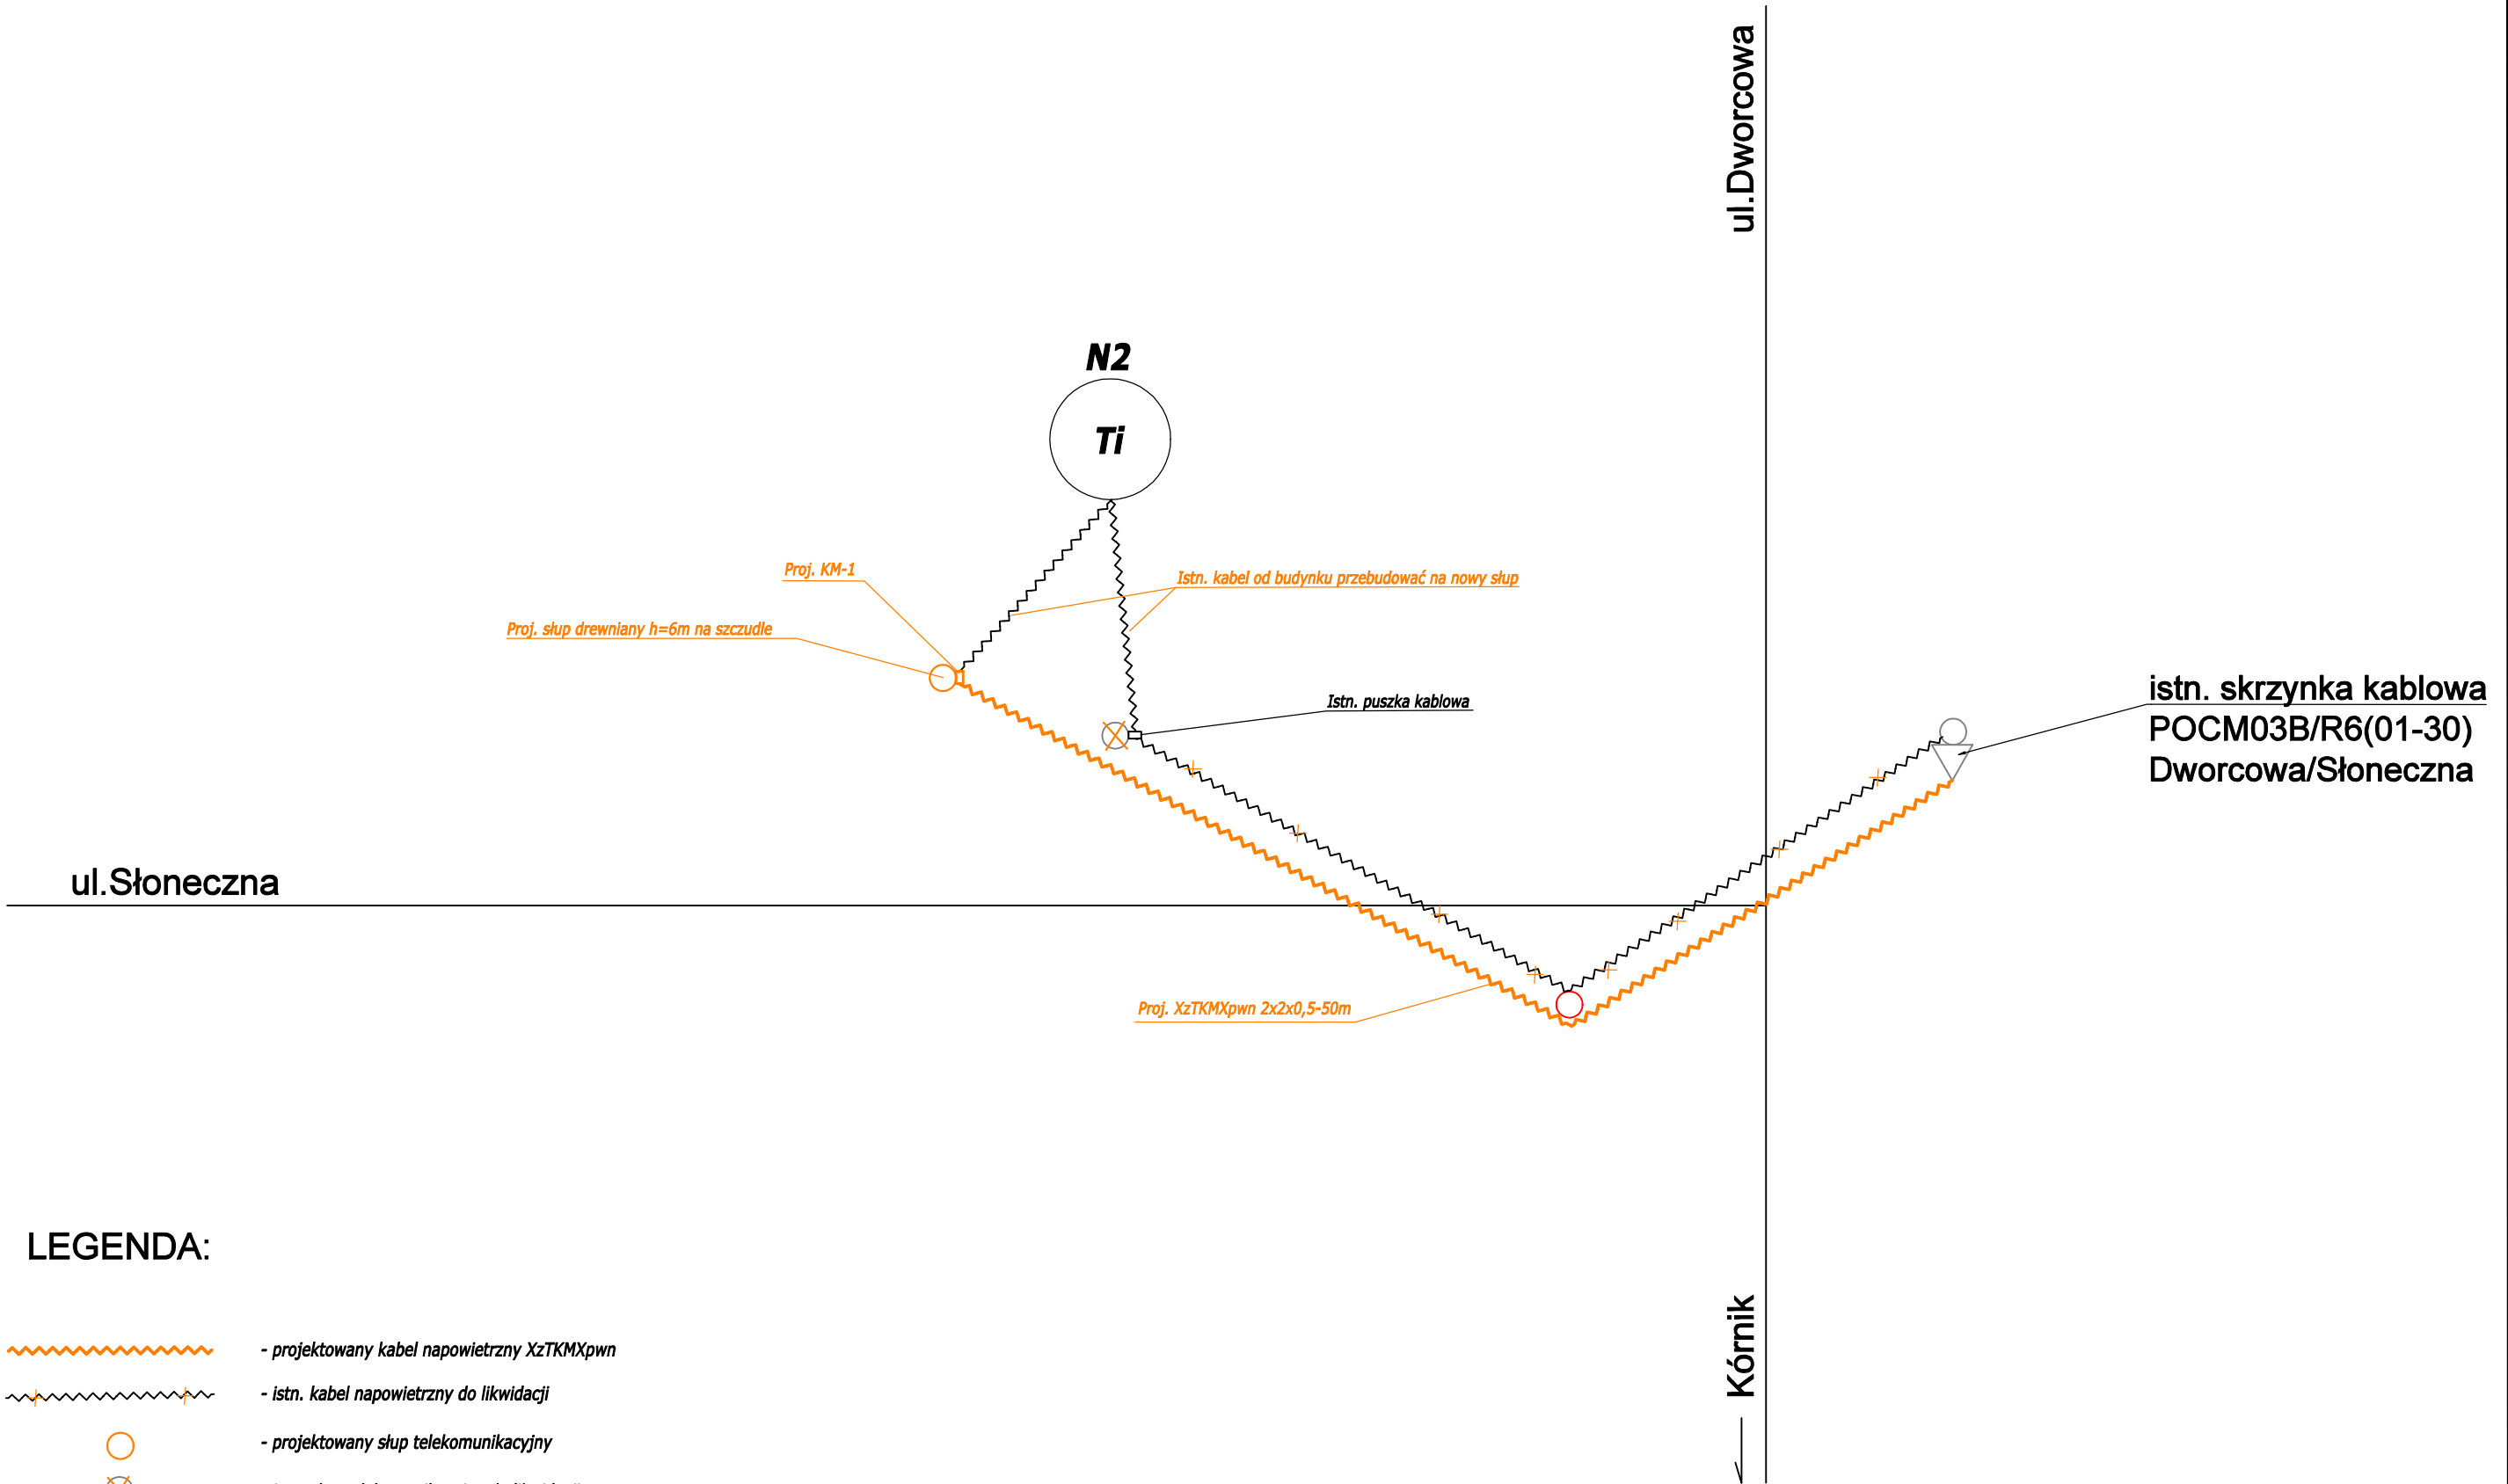 ul.Dworcowa
N2
Ti
Proj. KM-1
Istn. kabel od budynku przebudować na nowy słup
Proj. słup drewniany h=6m na szczudle
Istn. puszka kablowa
istn. skrzynka kablowa
POCM03B/R6(01-30)
Dworcowa/Słoneczna
ul.Słoneczna
Proj. XzTKMXpwn 2x2x0,5-50m
LEGENDA:
Kórnik
- projektowany kabel napowietrzny XzTKMXpwn
- istn. kabel napowietrzny do likwidacji
- projektowany słup telekomunikacyjny